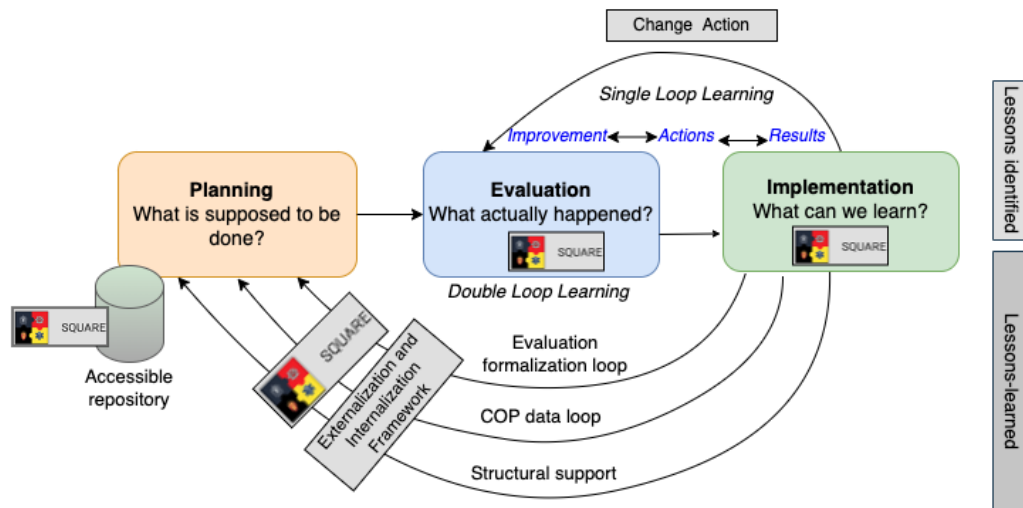 Change Action
Single Loop Learning
Improvement Actions Results
Lessons identified
Planning
What is supposed to be
done?
Evaluation
What actually happened?
SQUARE
Implementation
What can we learn?
SQUARE
Double Loop Learning
SQUARE
Accessible
repository
SQUARE
Externalization and
Internalization
Framework
Evaluation
formalization loop
COP data loop
Structural support
Lessons-learned